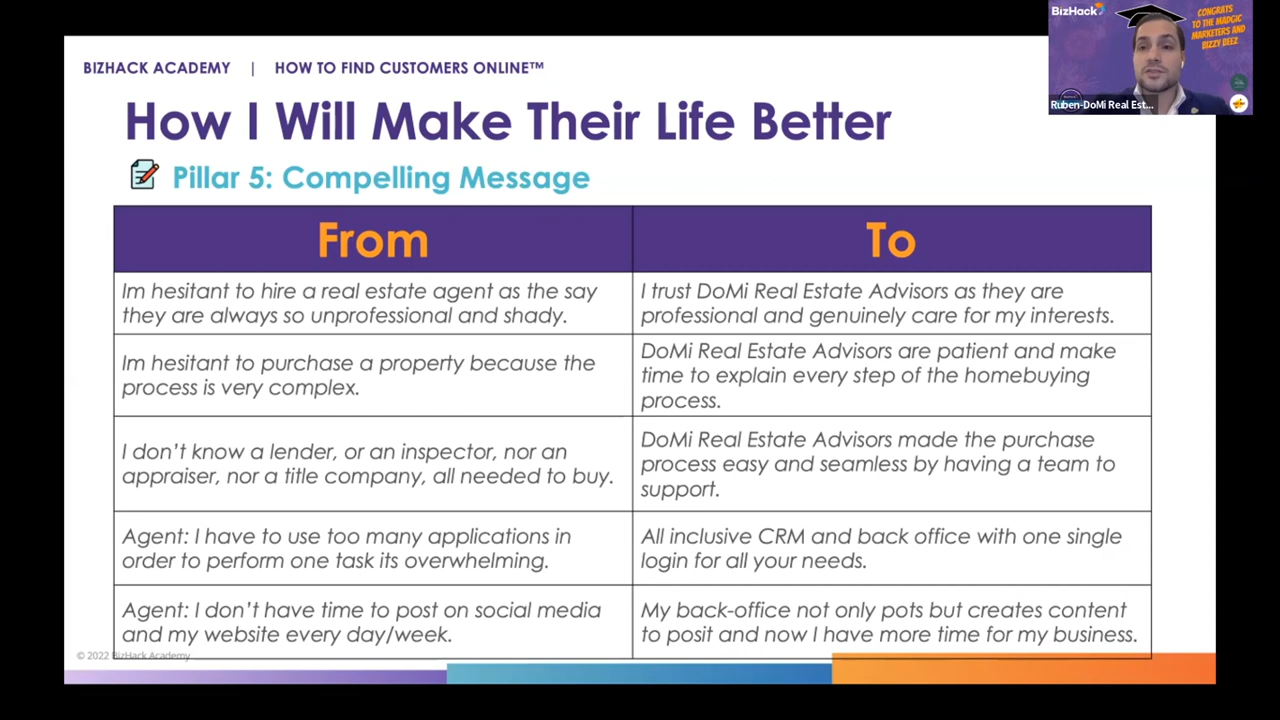 BizHack
CONGRATS
TO THE MADGIC
MARKETERS AND
BIZZY BEEZ
Ruben-DoMi Real Est...
BIZHACK ACADEMY | HOW TO FIND CUSTOMERS ONLINE™
How I Will Make Their Life Better
Pillar 5: Compelling Message
From
To
Im hesitant to hire a real estate agent as the say
they are always so unprofessional and shady.
I trust DoMi Real Estate Advisors as they are
professional and genuinely care for my interests.
Im hesitant to purchase a property because the
process is very complex.
DoMi Real Estate Advisors are patient and make
time to explain every step of the homebuying
process.
I don’t know a lender, or an inspector, nor an
appraiser, nor a title company, all needed to buy.
DoMi Real Estate Advisors made the purchase
process easy and seamless by having a team to
support.
Agent: I have to use too many applications in
order to perform one task its overwhelming.
All inclusive CRM and back office with one single
login for all your needs.
Agent: I don’t have time to post on social media
and my website every day/week.
My back-office not only pots but creates content
to posit and now I have more time for my business.
© 2022 BizHack Academy